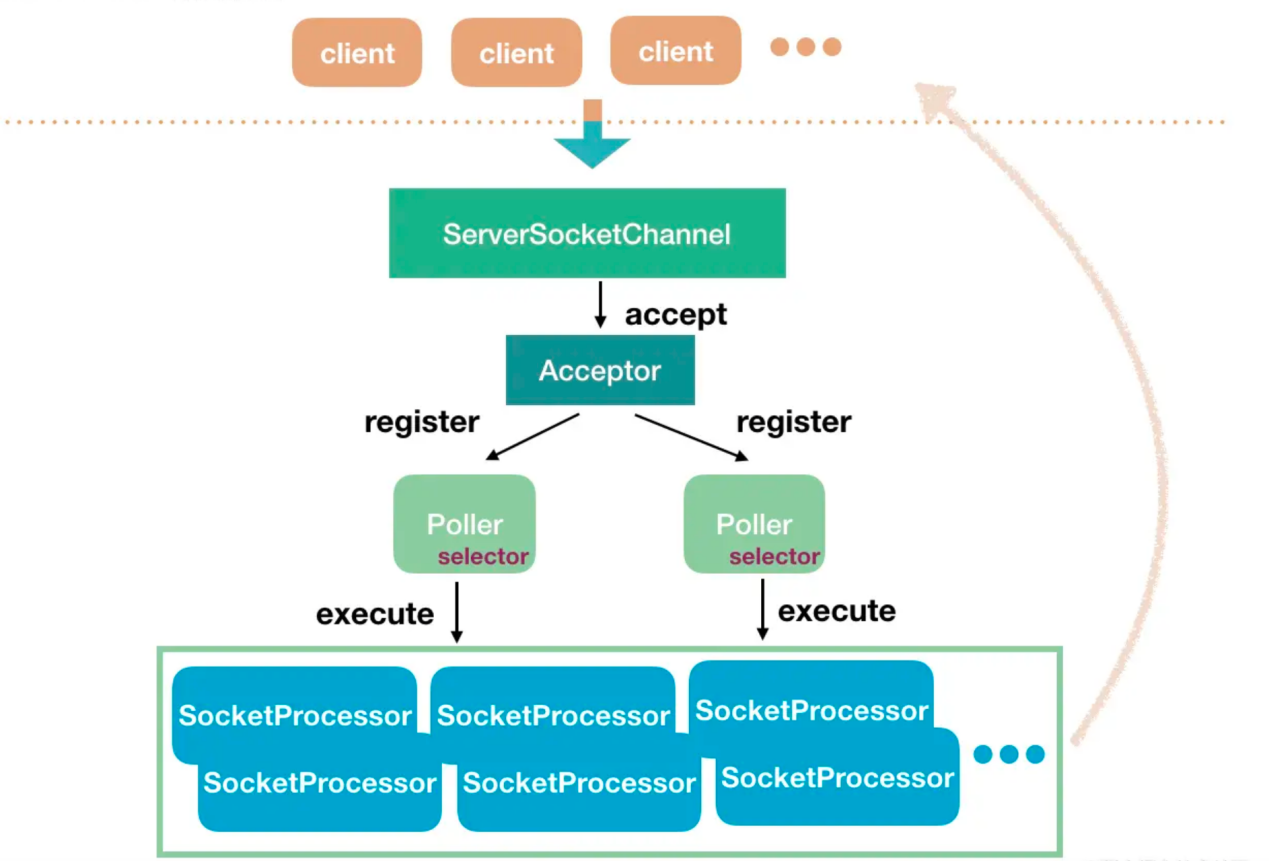 client
client
client
ServerSocketChannel
accept
Acceptor
register
register
Poller
selector
Poller
selector
execute
execute
SocketProcessor
SocketProcessor
SocketProcessor
SocketProcessor
SocketProcessor
SocketProcessor